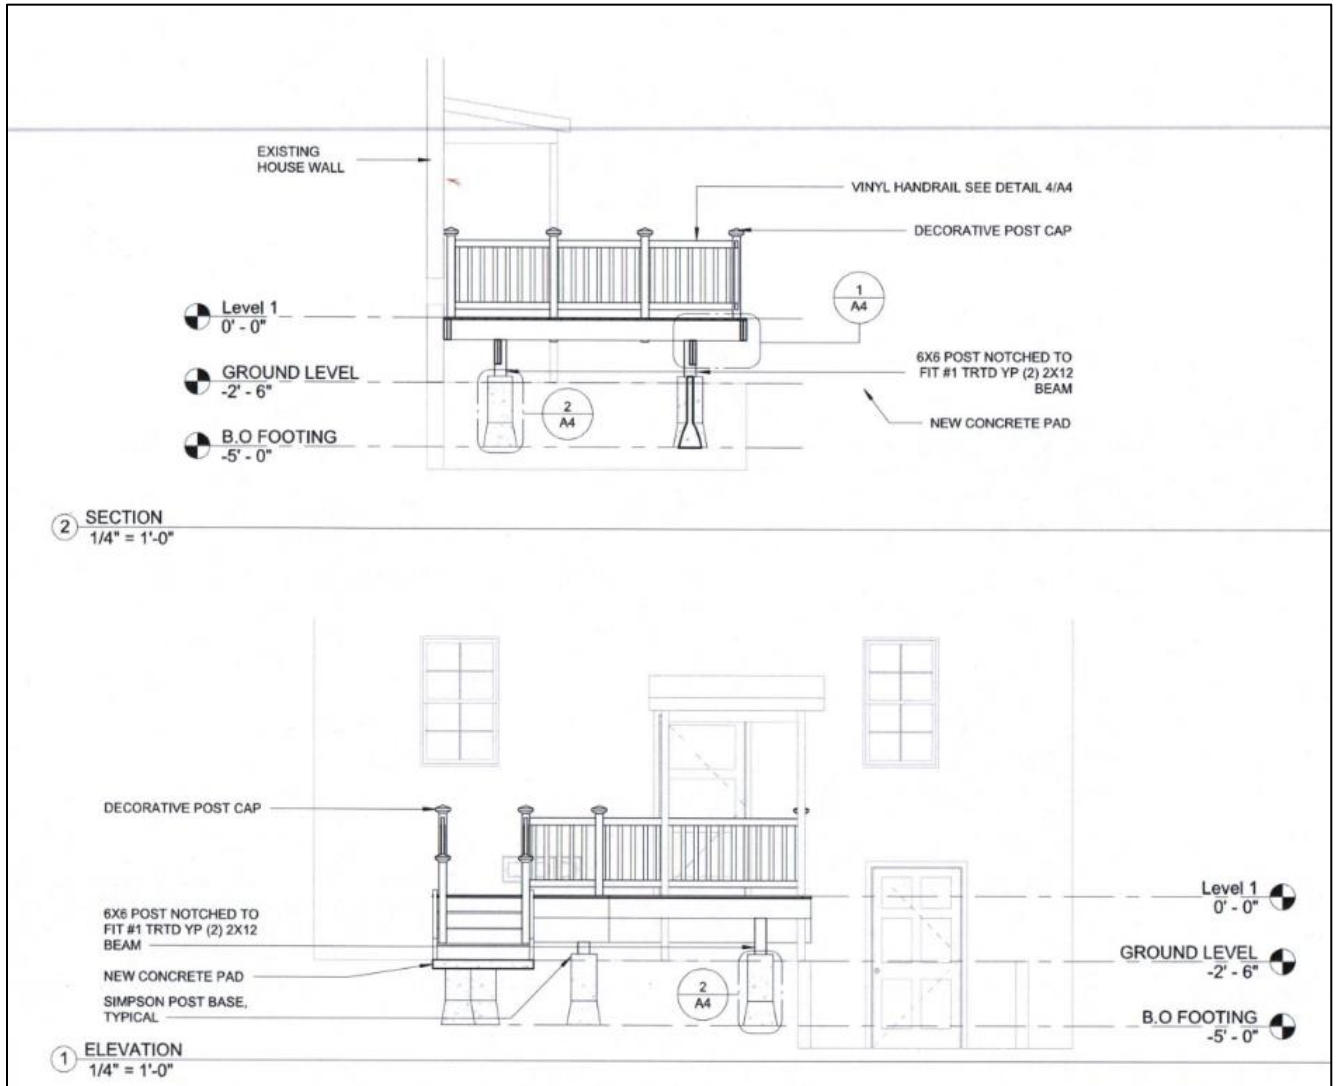 EXISTING
HOUSE WALL
VINYL HANDRAIL SEE DETAIL 4/A4
DECORATIVE POST CAP
1
A4
Level 1
0' - 0"
6X6 POST NOTCHED TO
FIT #1 TRTD YP (2) 2X12
BEAM
GROUND LEVEL
-2' - 6"
2
A4
NEW CONCRETE PAD
B.O FOOTING
-5' - 0"
2 SECTION
1/4" = 1'-0"
DECORATIVE POST CAP
Level 1
0' - 0"
6X6 POST NOTCHED TO
FIT #1 TRTD YP (2) 2X12
BEAM
GROUND LEVEL
-2' - 6"
NEW CONCRETE PAD
2
A4
SIMPSON POST BASE,
TYPICAL
B.O FOOTING
-5' - 0"
1 ELEVATION
1/4" = 1'-0"